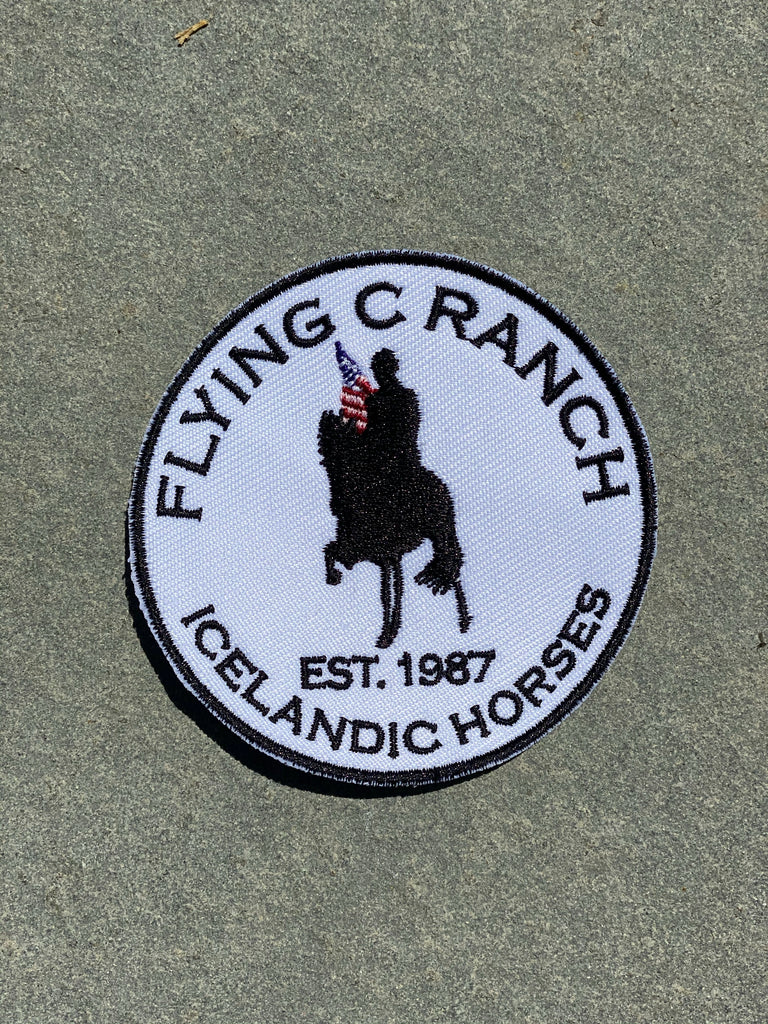 FLYING C RANCH
EST. 1987
ICELANDIC HORSES